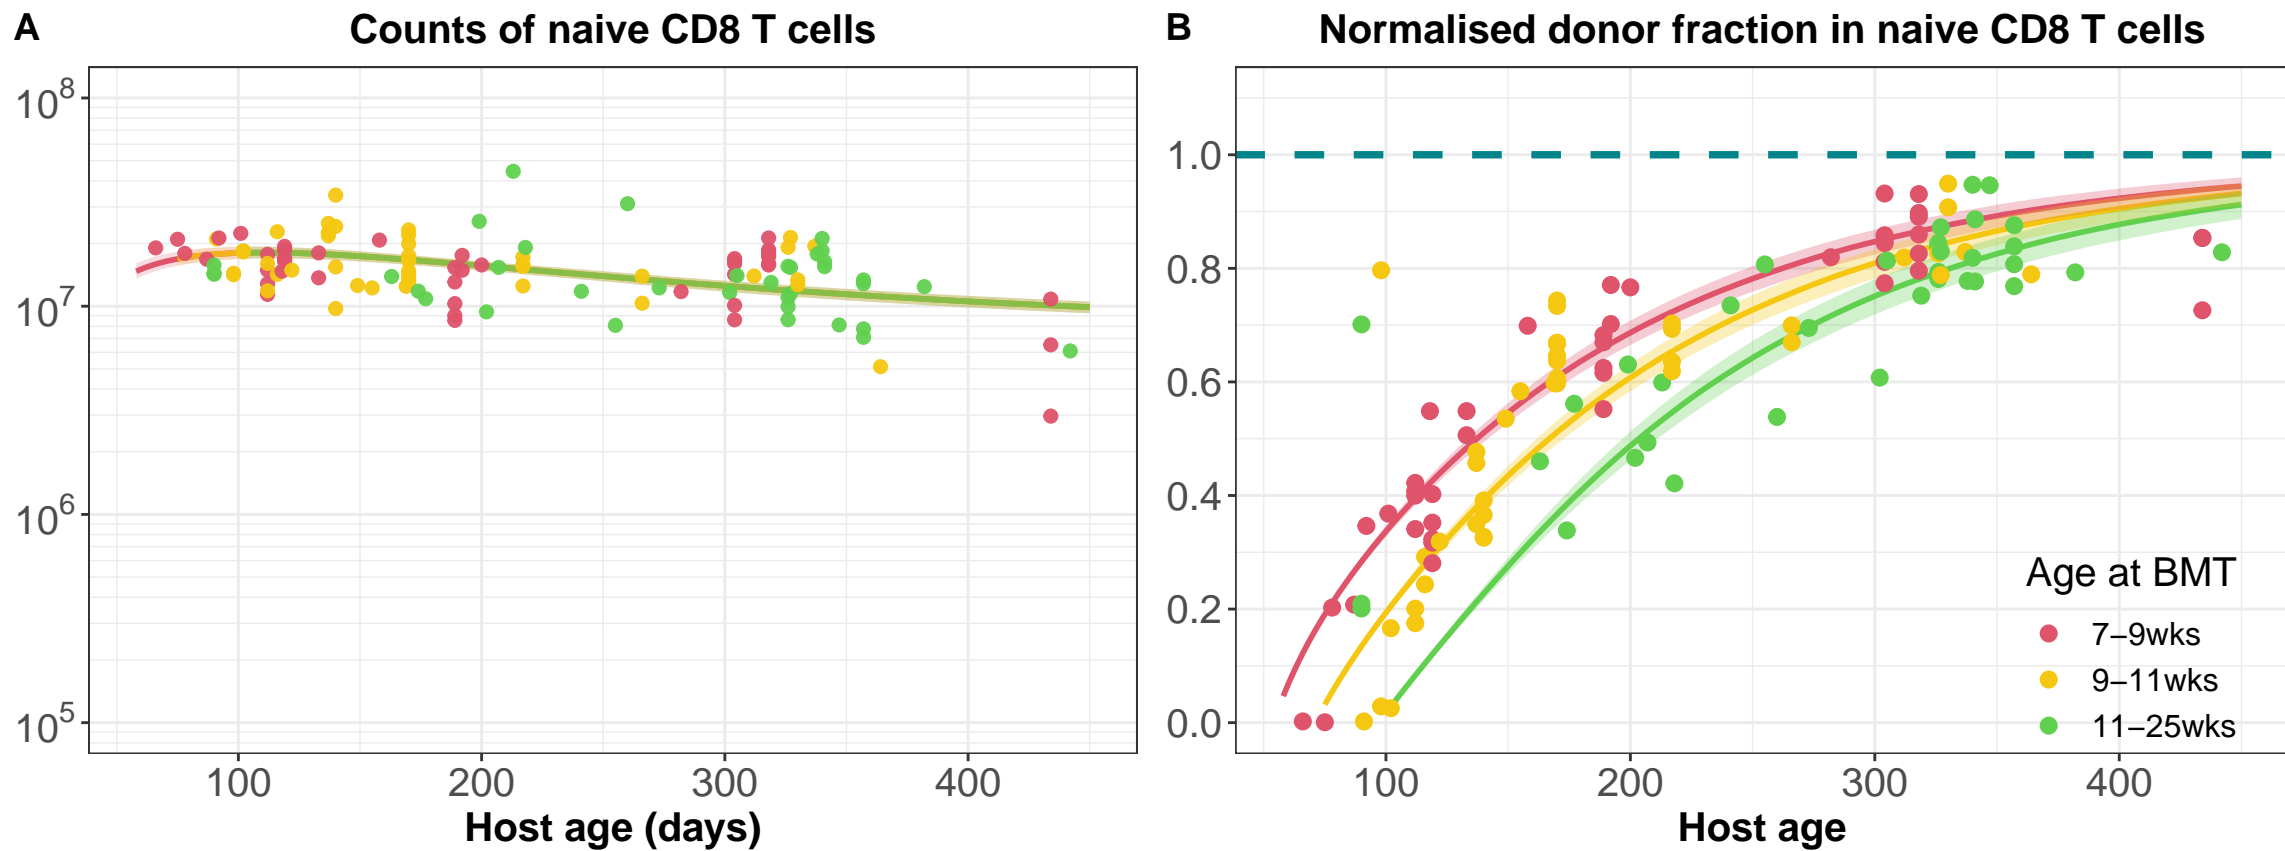 A Counts of naive CD8 T cells
10^8
10^7
10^6
10^5
100 200 300 400
Host age (days)
B Normalised donor fraction in naive CD8 T cells
1.0
0.8
0.6
0.4
0.2
0.0
Age at BMT
7–9wks
9–11wks
11–25wks
100 200 300 400
Host age